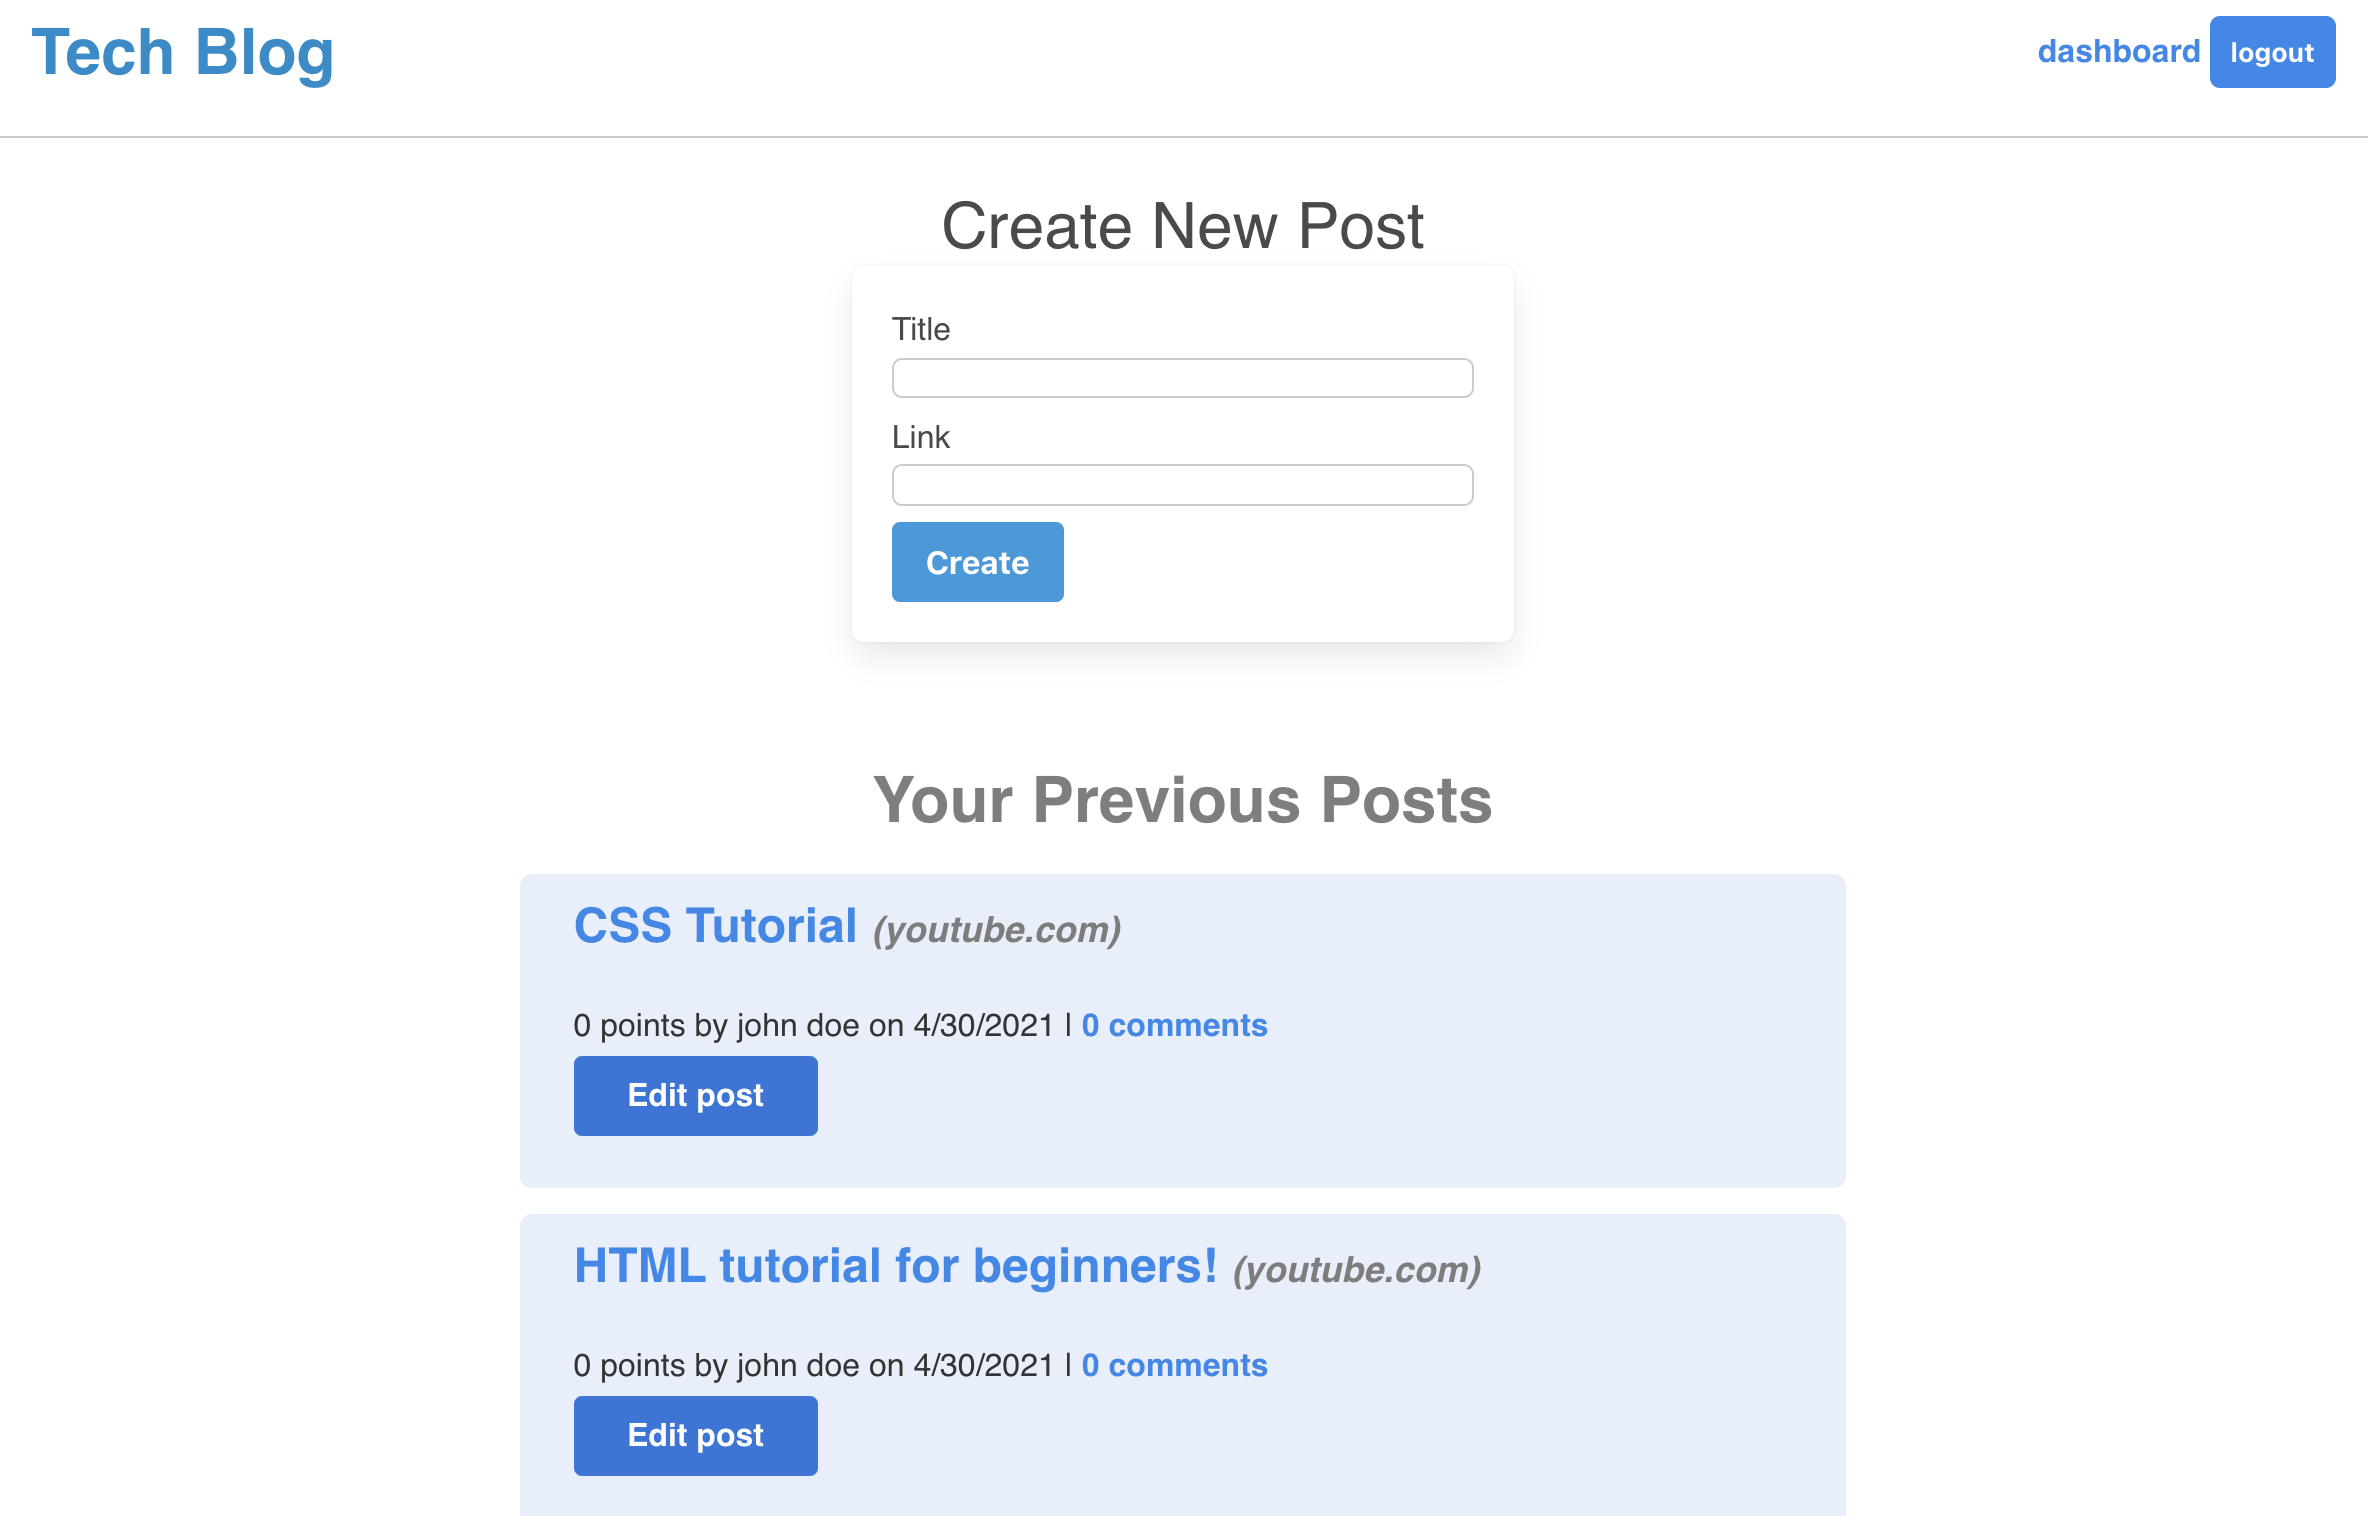 Tech Blog
dashboard logout
Create New Post
Title
Link
Create
Your Previous Posts
CSS Tutorial (youtube.com)
0 points by john doe on 4/30/2021 | 0 comments
Edit post
HTML tutorial for beginners! (youtube.com)
0 points by john doe on 4/30/2021 | 0 comments
Edit post